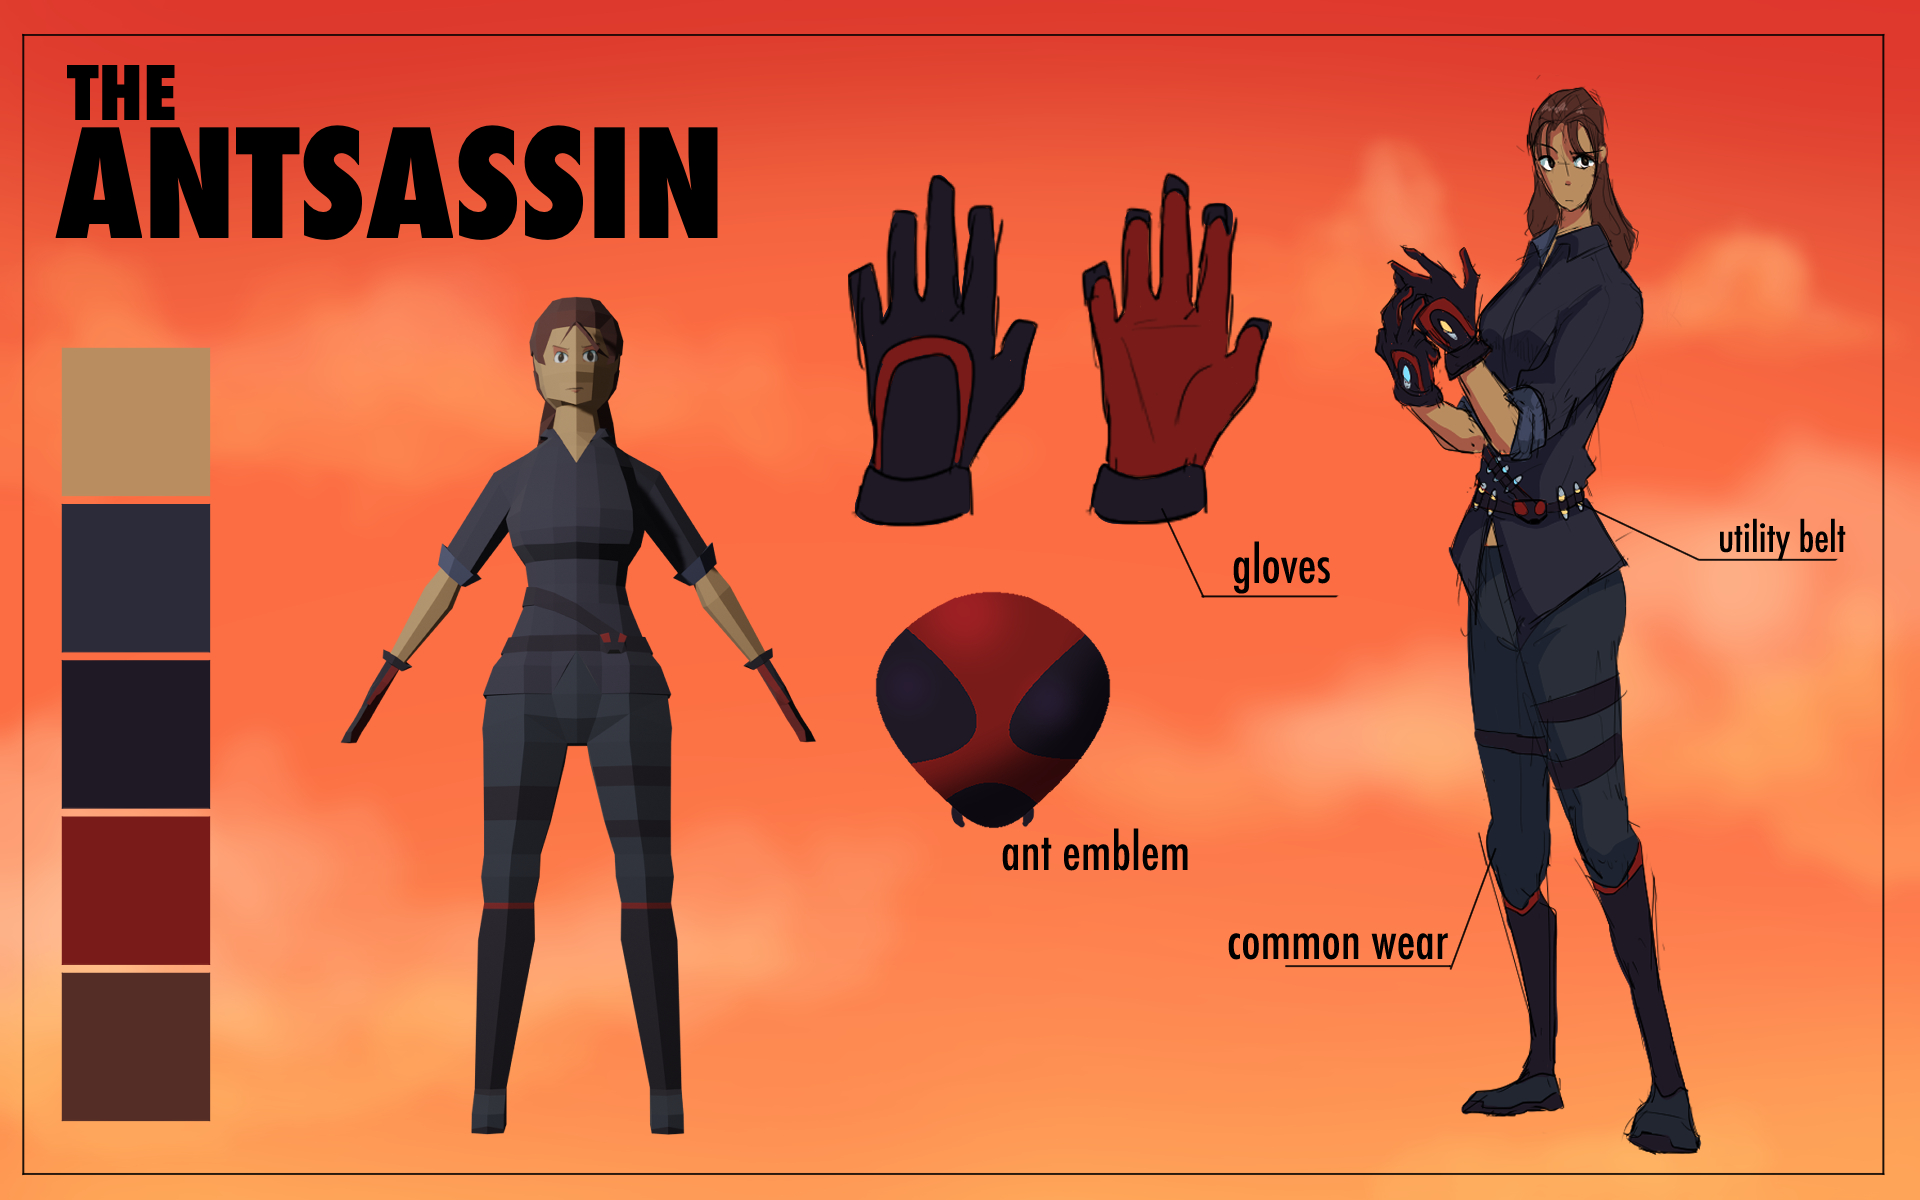 THE
ANTSASSIN
gloves
utility belt
ant emblem
common wear